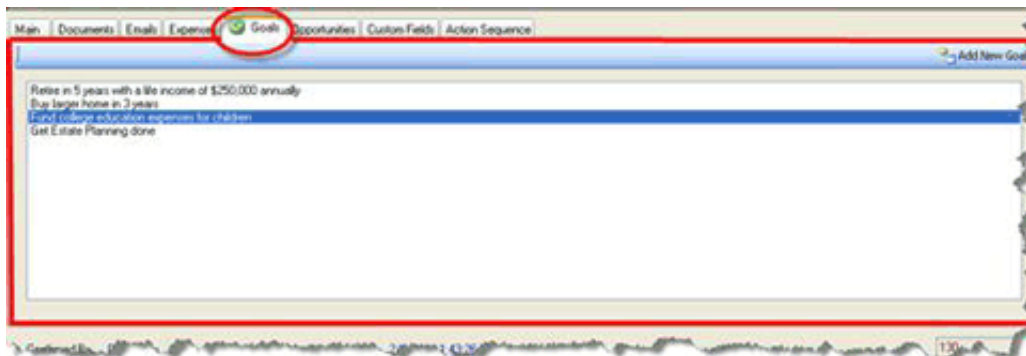 Main Documents Emails Expenses Goals Opportunities Custom Fields Action Sequence
Add New Goal
Retire in 5 years with a life income of $250,000 annually
Buy larger home in 3 years
Fund college education expenses for children
Get Estate Planning done
130